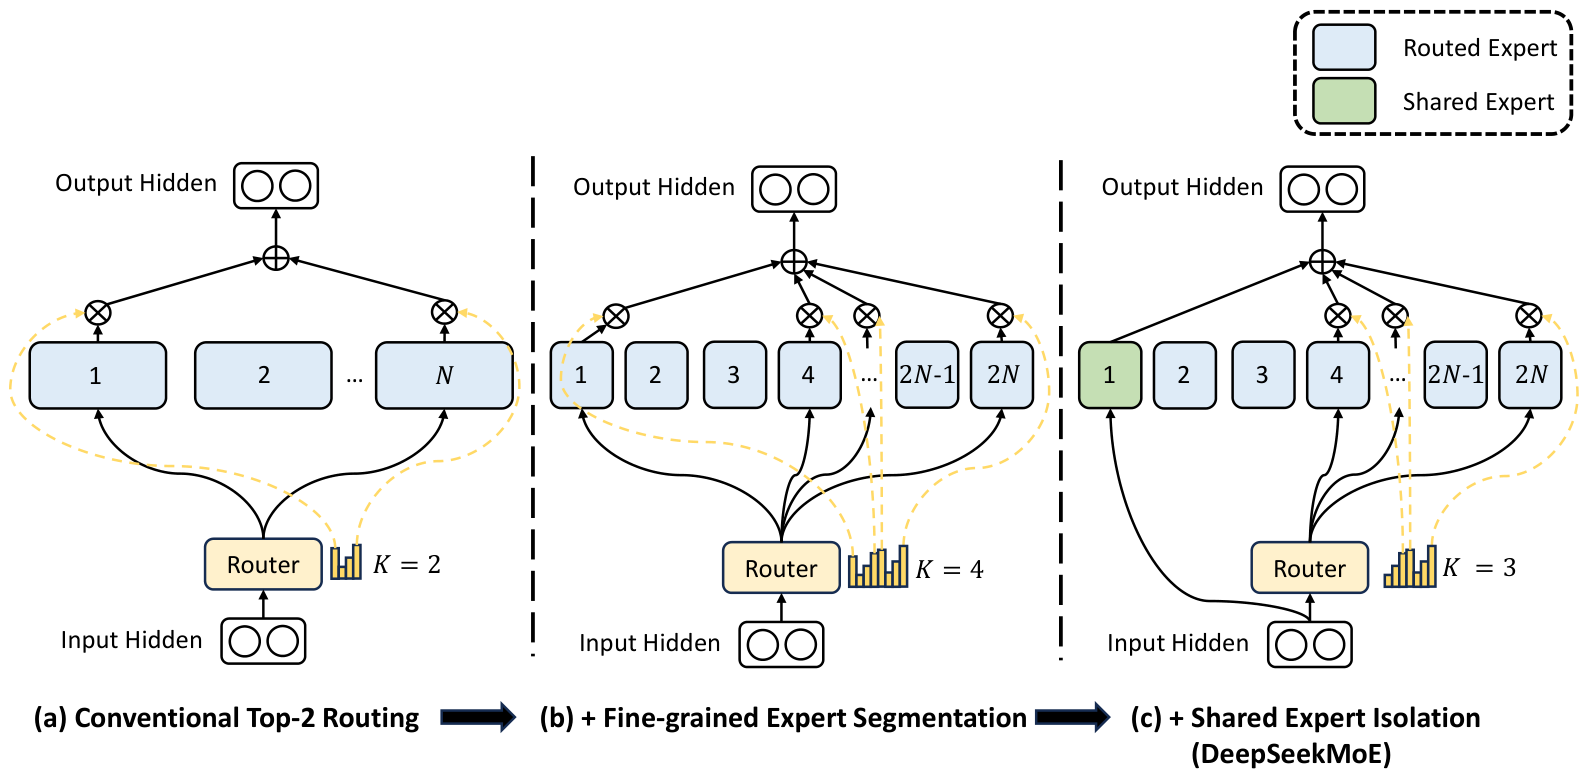 Routed Expert
Shared Expert
Output Hidden
1
2
...
N
Router
K = 2
Input Hidden
(a) Conventional Top-2 Routing
Output Hidden
1
2
3
4
...
2N-1
2N
Router
K = 4
Input Hidden
(b) + Fine-grained Expert Segmentation
Output Hidden
1
2
3
4
...
2N-1
2N
Router
K = 3
Input Hidden
(c) + Shared Expert Isolation
(DeepSeekMoE)